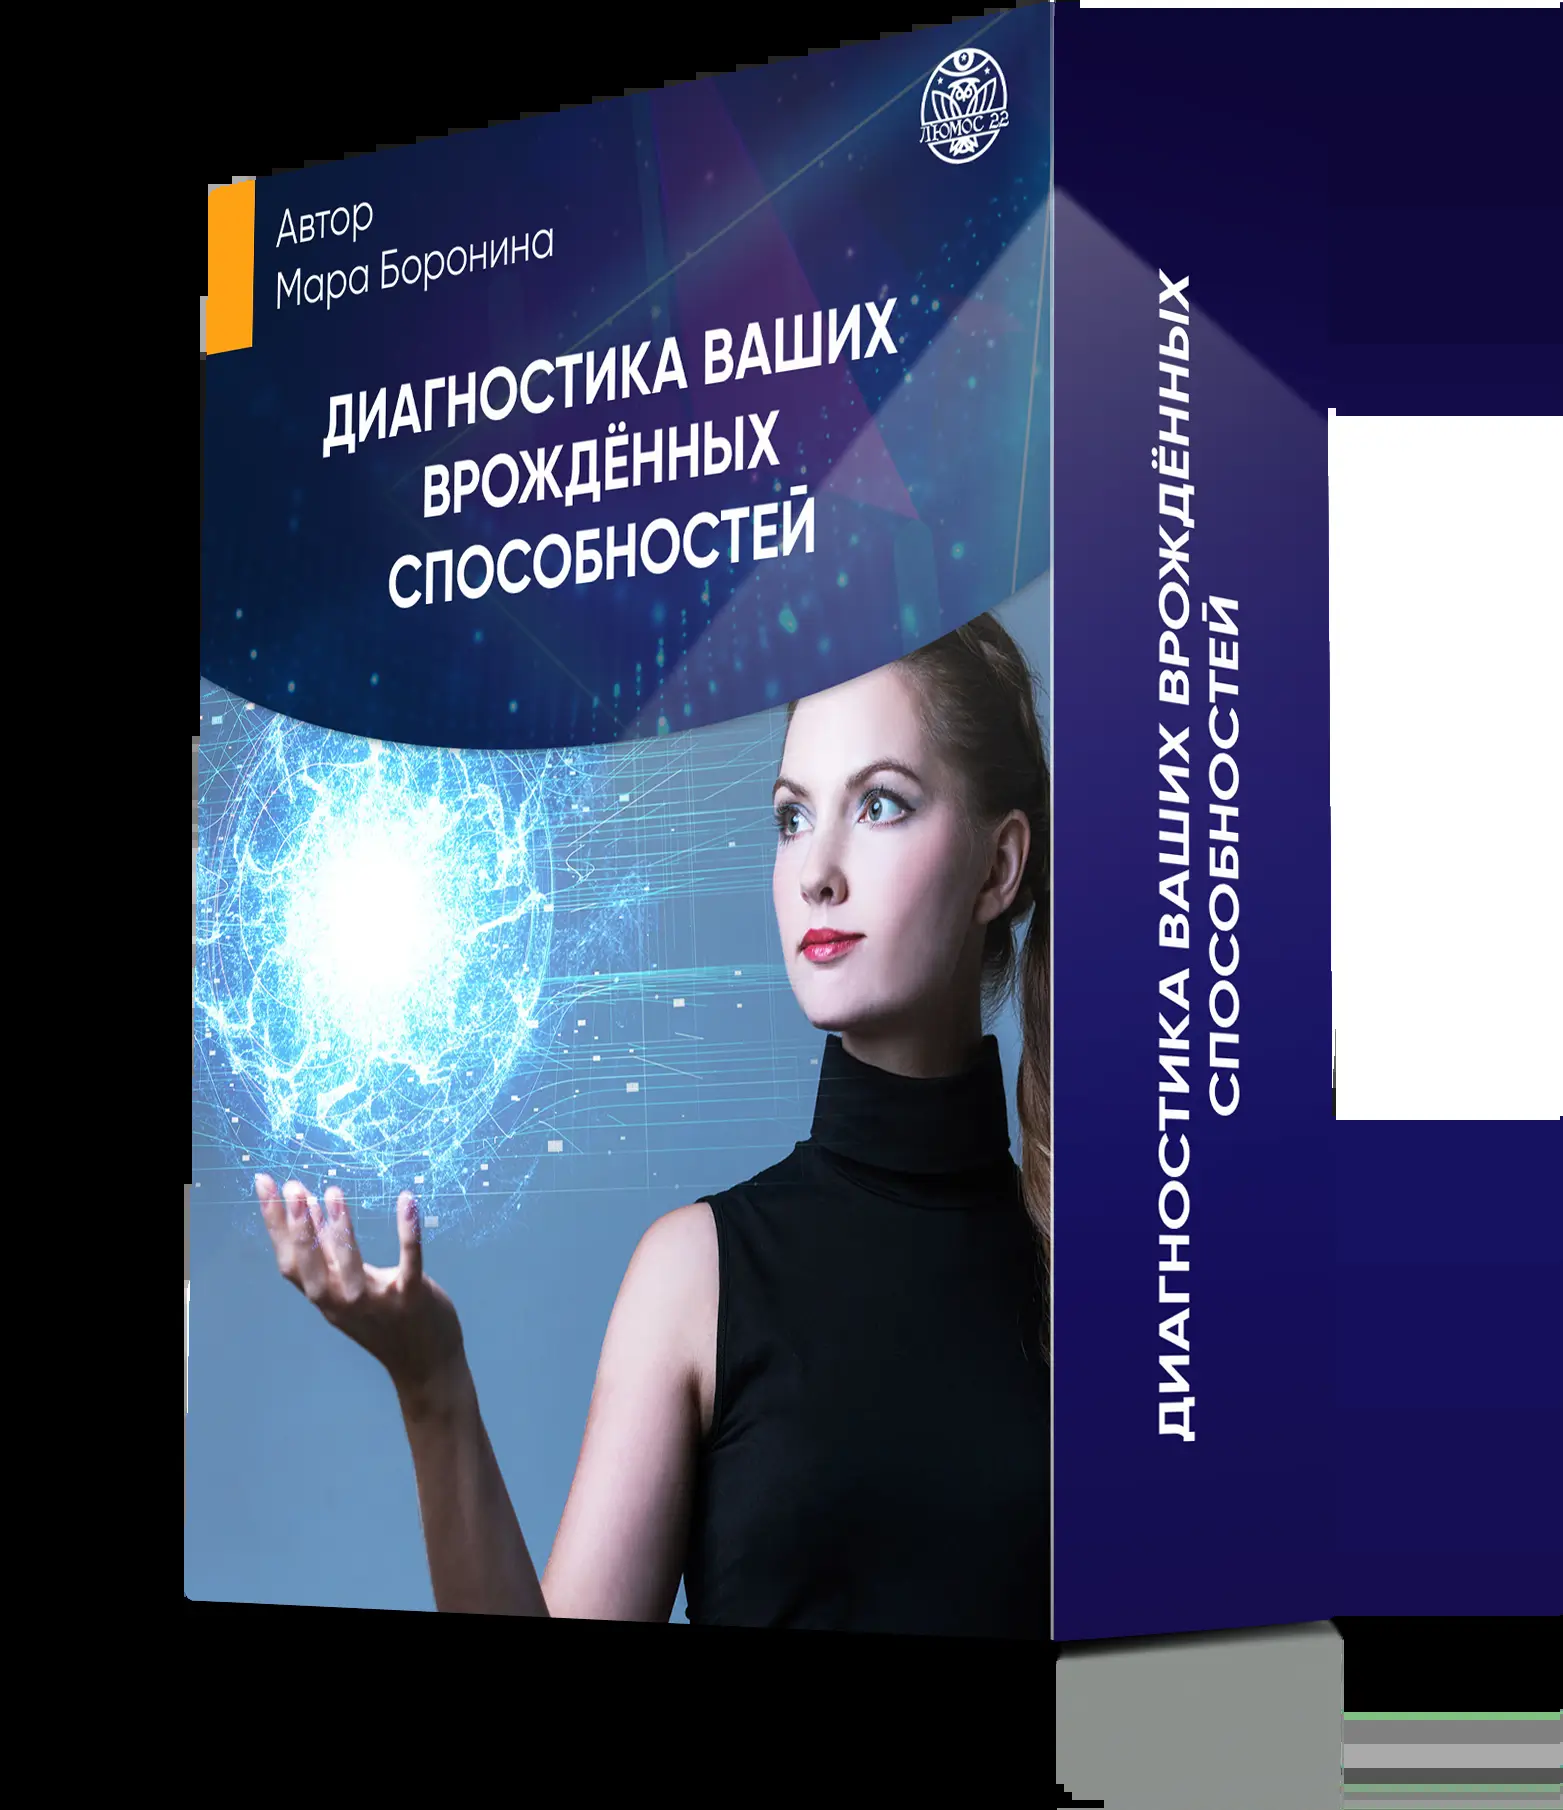 ЛЮМОС 22
Автор
Мара Боронина
ДИАГНОСТИКА ВАШИХ
ВРОЖДЁННЫХ
СПОСОБНОСТЕЙ
ДИАГНОСТИКА ВАШИХ ВРОЖДЁННЫХ
СПОСОБНОСТЕЙ